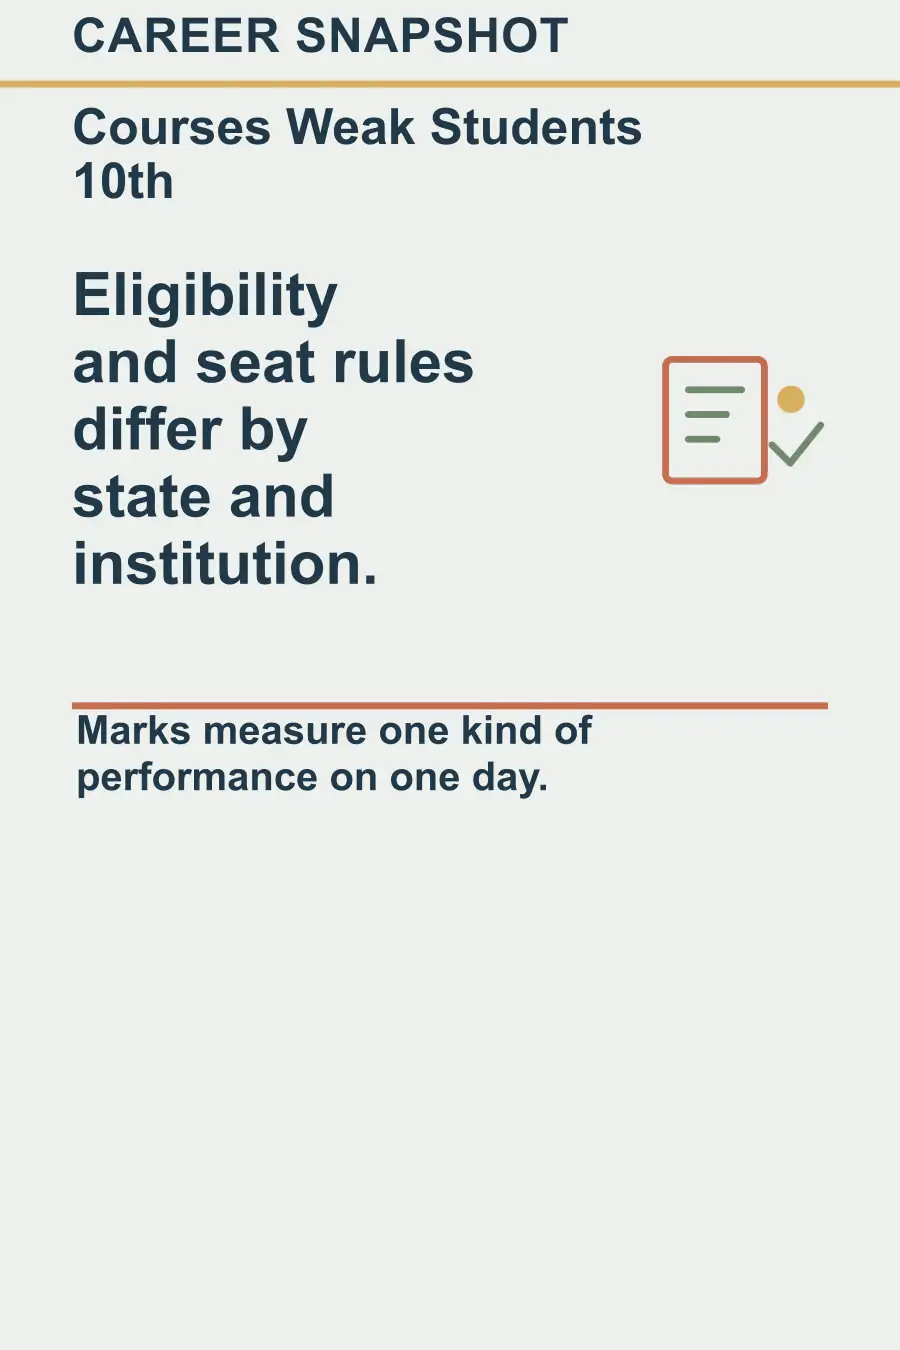 CAREER SNAPSHOT
Courses Weak Students
10th
Eligibility
and seat rules
differ by
state and
institution.
Marks measure one kind of
performance on one day.